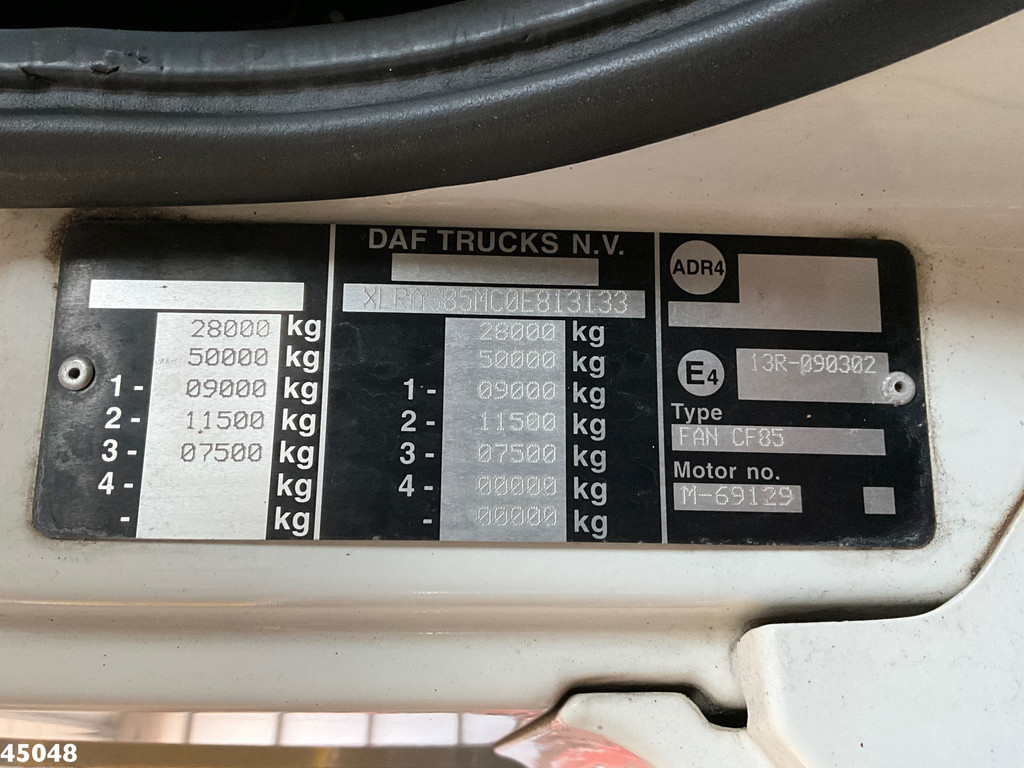 DAF TRUCKS N.V.
28000 kg
50000 kg
1- 09000 kg
2- 11500 kg
3- 07500 kg
4- kg
- kg
28000 kg
50000 kg
1- 09000 kg
2- 11500 kg
3- 07500 kg
4- 00000 kg
- 00000 kg
ADR4
E4 13R-090302
Type
FAN CF85
Motor no.
M-69129
45048